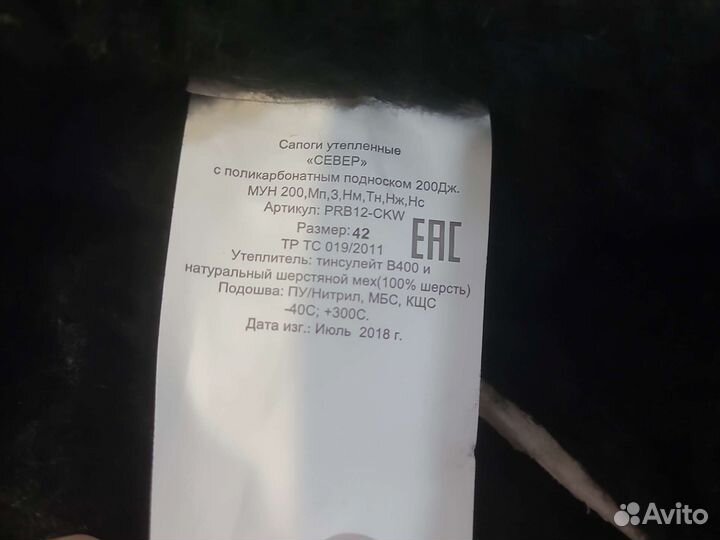 Сапоги утепленные
«СЕВЕР»
с поликарбонатным подноском 200Дж.
МУН 200,Мп,З,Нм,Тн,Нж,Нс
Артикул: PRB12-CKW
Размер: 42
ТР ТС 019/2011
EAC
Утеплитель: тинсулейт В400 и
натуральный шерстяной мех(100% шерсть)
Подошва: ПУ/Нитрил, МБС, КЩС
-40С; +300С.
Дата изг.: Июль 2018 г.
Avito